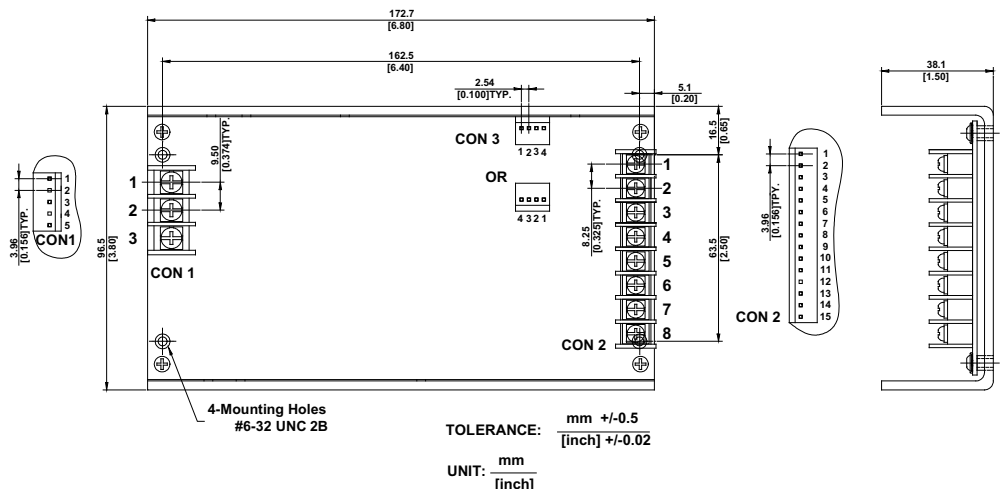 172.7
[6.80]
162.5
[6.40]
2.54
[0.100]TYP.
5.1
[0.20]
38.1
[1.50]
16.5
[0.65]
9.50
[0.374]TYP.
CON 3
1 2 3 4
OR
4 3 2 1
1
2
3
CON 1
1
2
3
4
5
CON1
3.96
[0.156]TYP.
96.5
[3.80]
8.25
[0.325]TYP.
1
2
3
4
5
6
7
8
CON 2
63.5
[2.50]
3.96
[0.156]TPY.
1
2
3
4
5
6
7
8
9
10
11
12
13
14
15
CON 2
4-Mounting Holes
#6-32 UNC 2B
TOLERANCE: mm +/-0.5
[inch] +/-0.02
UNIT: mm
[inch]